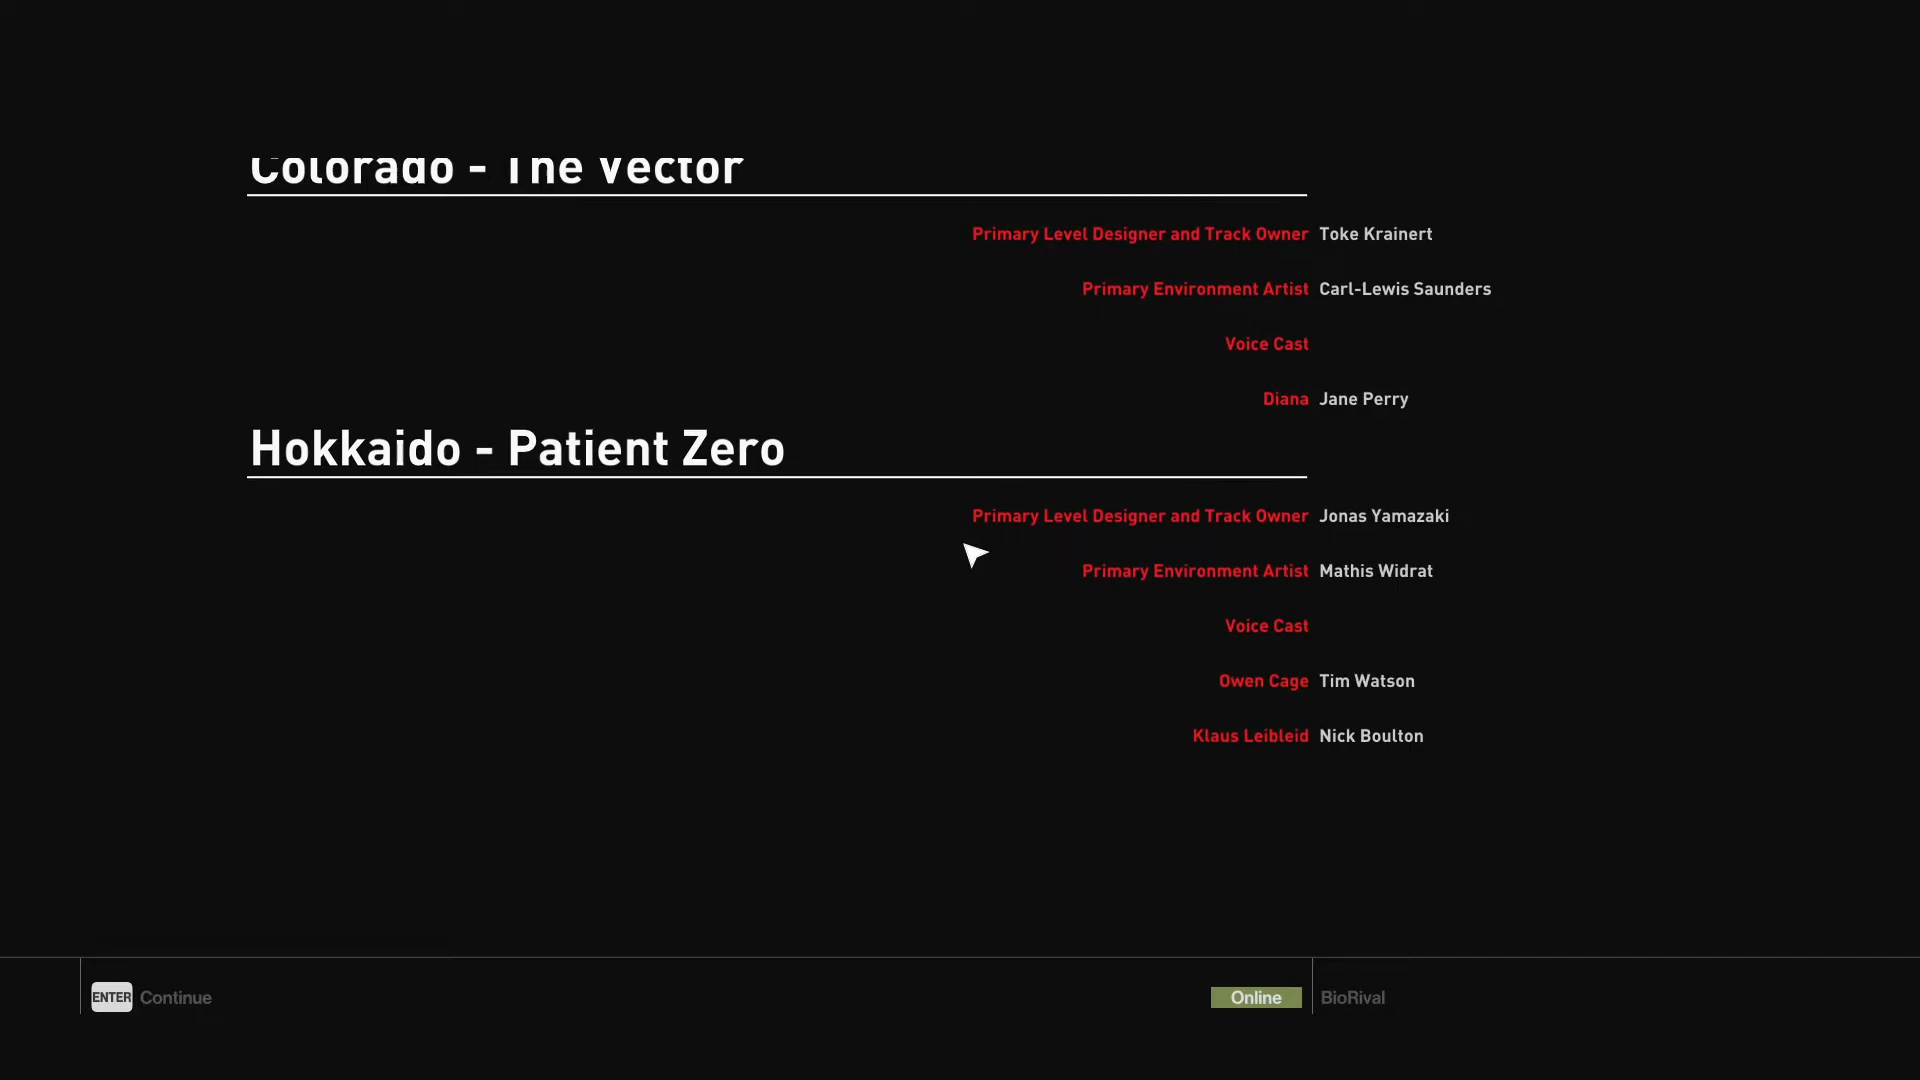 Colorado - The Vector
Primary Level Designer and Track Owner Toke Krainert
Primary Environment Artist Carl-Lewis Saunders
Voice Cast
Diana Jane Perry
Hokkaido - Patient Zero
Primary Level Designer and Track Owner Jonas Yamazaki
Primary Environment Artist Mathis Widrat
Voice Cast
Owen Cage Tim Watson
Klaus Leibleid Nick Boulton
ENTER Continue
Online BioRival